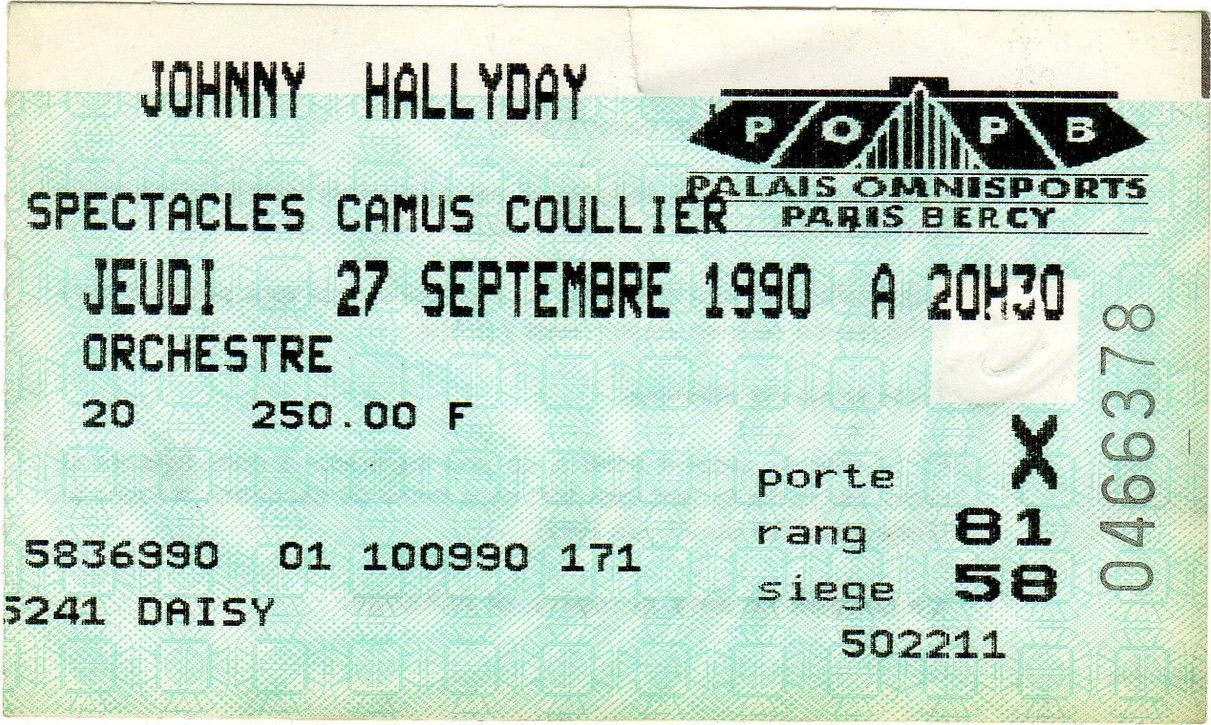 JOHNNY HALLYDAY
P O P B
PALAIS OMNISPORTS
PARIS BERCY
SPECTACLES CAMUS COULLIER
JEUDI 27 SEPTEMBRE 1990 A 20H30
ORCHESTRE
20 250.00 F
porte X
rang 81
siege 58
5836990 01 100990 171
5241 DAISY
502211
0466378